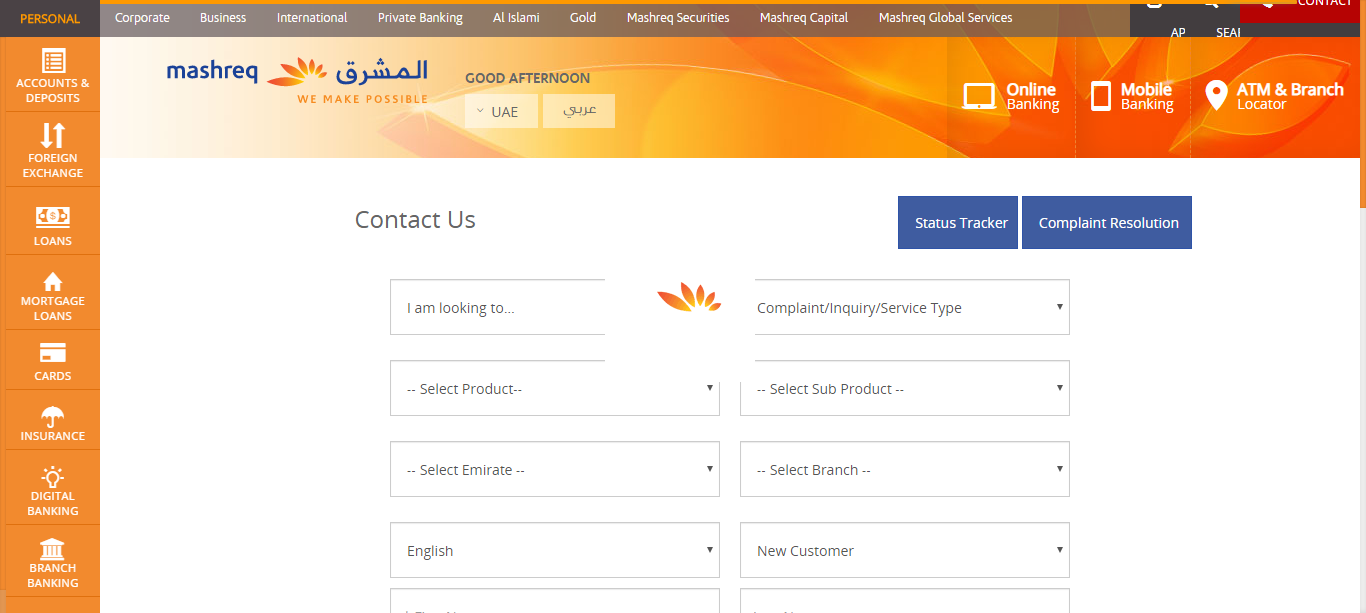 PERSONAL
Corporate
Business
International
Private Banking
Al Islami
Gold
Mashreq Securities
Mashreq Capital
Mashreq Global Services
CONTACT
AP
SEAI
ACCOUNTS &
DEPOSITS
FOREIGN
EXCHANGE
LOANS
MORTGAGE
LOANS
CARDS
INSURANCE
DIGITAL
BANKING
BRANCH
BANKING
mashreq المشرق
WE MAKE POSSIBLE
GOOD AFTERNOON
UAE
عربي
Online
Banking
Mobile
Banking
ATM & Branch
Locator
Contact Us
Status Tracker
Complaint Resolution
I am looking to...
Complaint/Inquiry/Service Type
-- Select Product--
-- Select Sub Product --
-- Select Emirate --
-- Select Branch --
English
New Customer